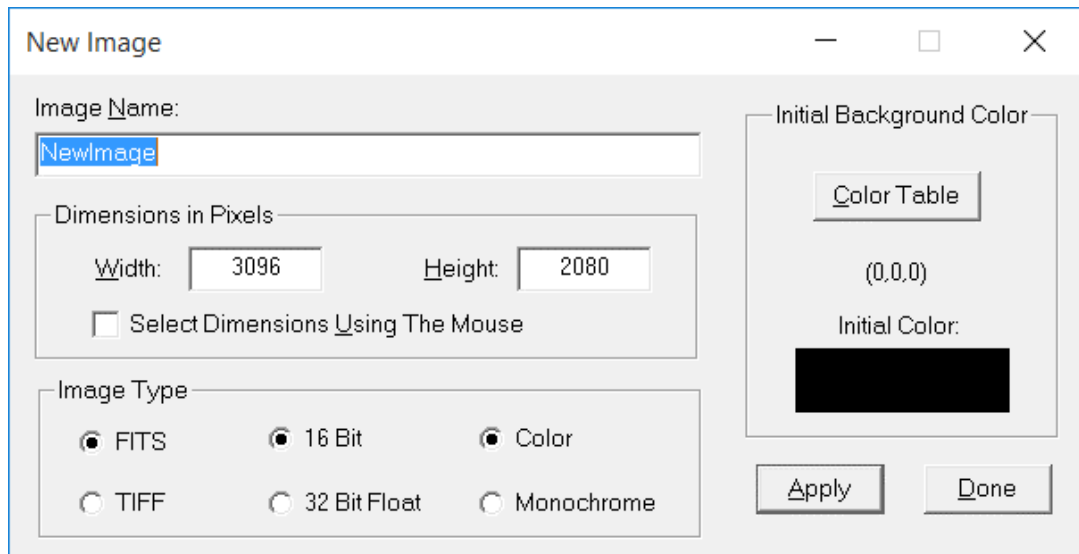 New Image
Image Name:
NewImage
Dimensions in Pixels
Width: 3096 Height: 2080
Select Dimensions Using The Mouse
Image Type
FITS 16 Bit Color
TIFF 32 Bit Float Monochrome
Initial Background Color
Color Table
(0,0,0)
Initial Color:
Apply Done